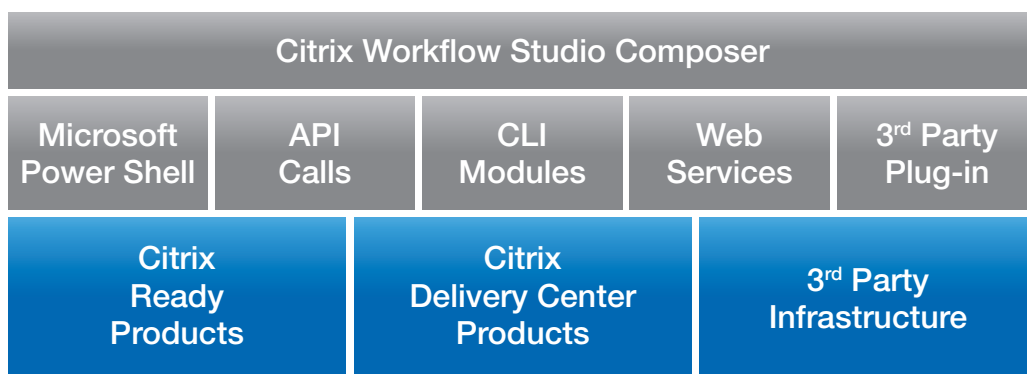 Citrix Workflow Studio Composer
Microsoft
Power Shell
API
Calls
CLI
Modules
Web
Services
3rd Party
Plug-in
Citrix
Ready
Products
Citrix
Delivery Center
Products
3rd Party
Infrastructure